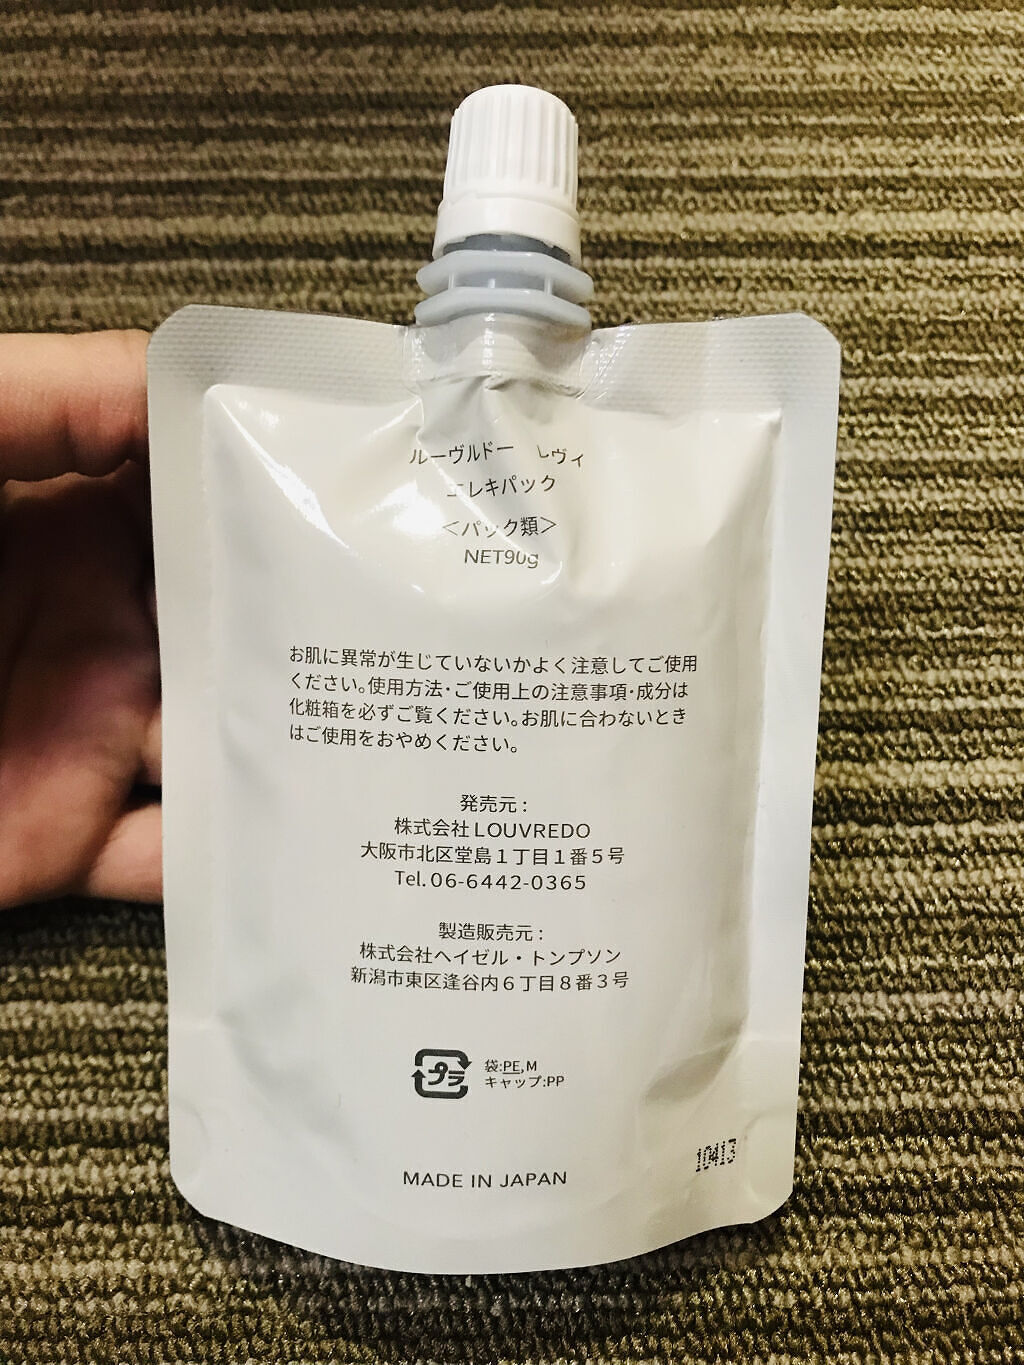 ルーヴルドー レヴィ
エレキパック
＜パック類＞
NET90g
お肌に異常が生じていないかよく注意してご使用
ください。使用方法・ご使用上の注意事項・成分は
化粧箱を必ずご覧ください。お肌に合わないとき
はご使用をおやめください。
発売元：
株式会社LOUVREDO
大阪市北区堂島１丁目１番５号
Tel.06-6442-0365
製造販売元：
株式会社ヘイゼル・トンプソン
新潟市東区逢谷内６丁目８番３号
プラ
袋:PE,M
キャップ:PP
10413
MADE IN JAPAN